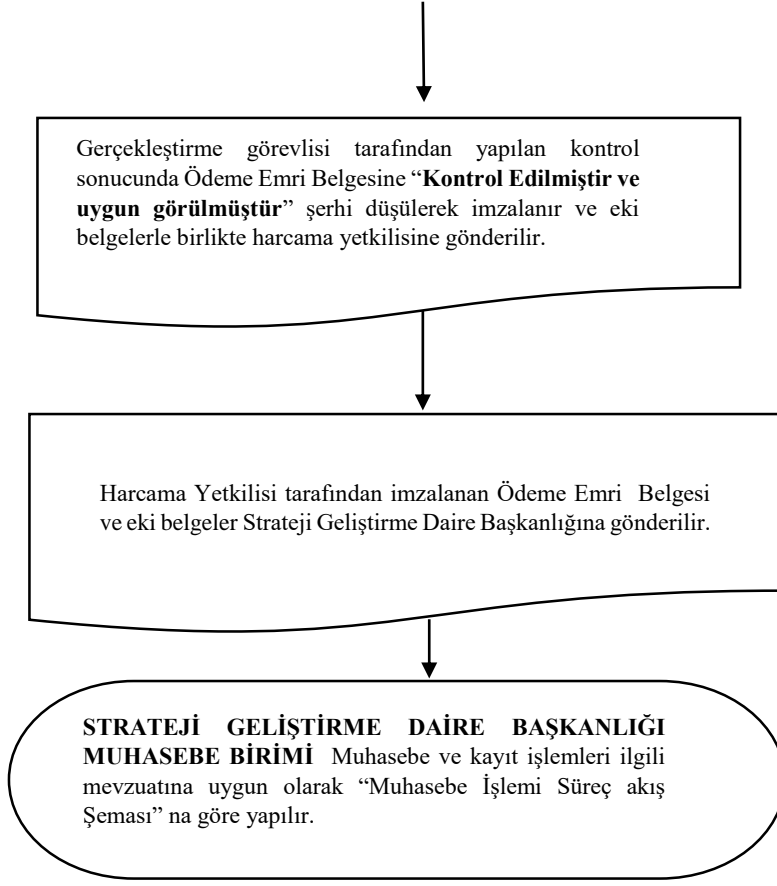 Gerçekleştirme görevlisi tarafından yapılan kontrol
sonucunda Ödeme Emri Belgesine “Kontrol Edilmiştir ve
uygun görülmüştür” şerhi düşülerek imzalanır ve eki
belgelerle birlikte harcama yetkilisine gönderilir.
Harcama Yetkilisi tarafından imzalanan Ödeme Emri Belgesi
ve eki belgeler Strateji Geliştirme Daire Başkanlığına gönderilir.
STRATEJİ GELİŞTİRME DAİRE BAŞKANLIĞI
MUHASEBE BİRİMİ Muhasebe ve kayıt işlemleri ilgili
mevzuatına uygun olarak “Muhasebe İşlemi Süreç akış
Şeması” na göre yapılır.